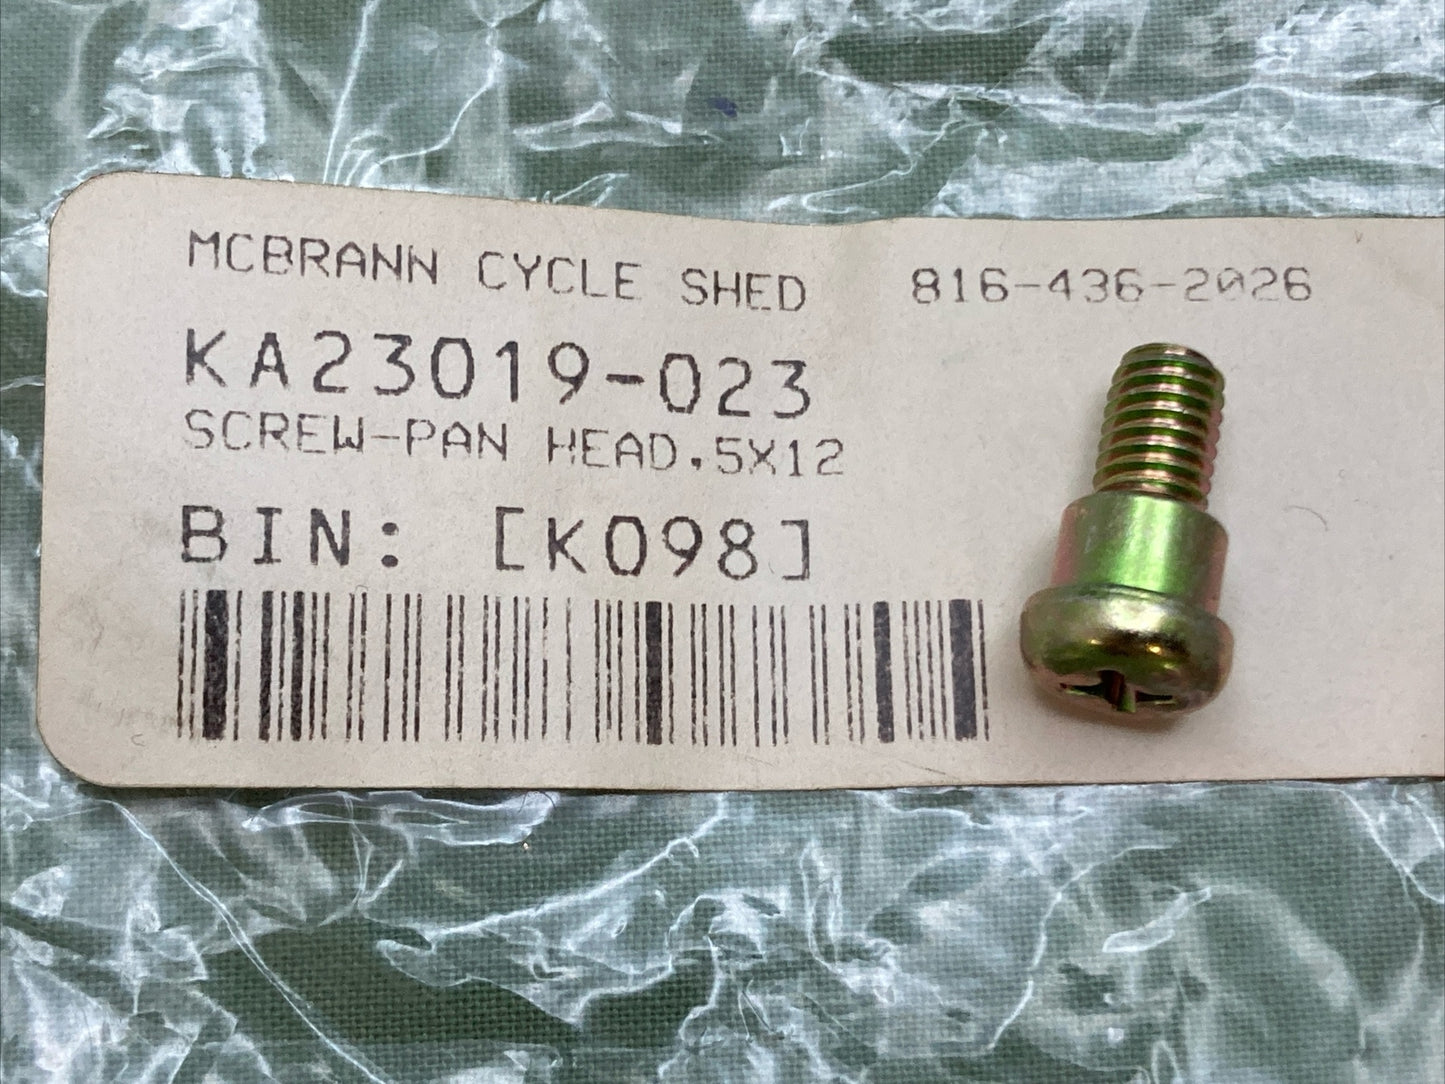 MCBRANN CYCLE SHED 816-436-2026
KA23019-023
SCREW-PAN HEAD.5X12
BIN: [K098]